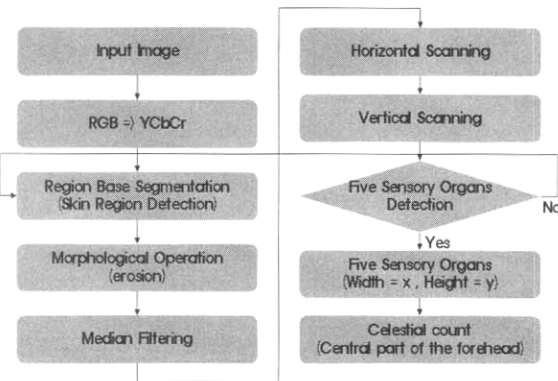 Input Image
RGB => YCbCr
Region Base Segmentation
(Skin Region Detection)
Morphological Operation
(erosion)
Median Filtering
Horizontal Scanning
Vertical Scanning
Five Sensory Organs
Detection
No
Yes
Five Sensory Organs
(Width = x , Height = y)
Celestial count
(Central part of the forehead)